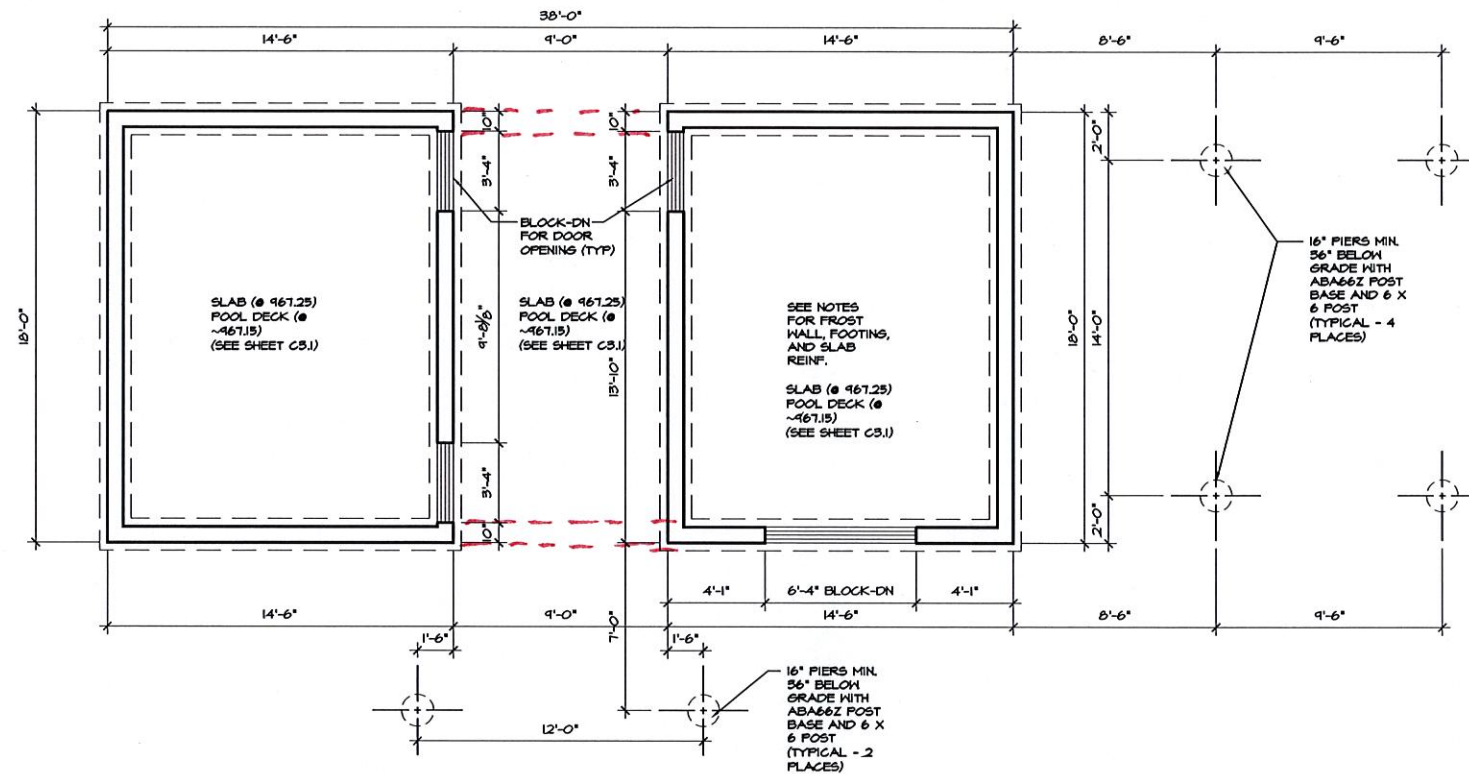 38'-0"
14'-6"
9'-0"
14'-6"
8'-6"
9'-6"
18'-0"
10"
3'-4"
9'-8⅝"
3'-4"
10"
10"
3'-4"
13'-10"
7'-0"
18'-0"
2'-0"
14'-0"
2'-0"
BLOCK-DN
FOR DOOR
OPENING (TYP)
SLAB (@ 967.25)
POOL DECK (@
~967.15)
(SEE SHEET C3.1)
SLAB (@ 967.25)
POOL DECK (@
~967.15)
(SEE SHEET C3.1)
SEE NOTES
FOR FROST
WALL, FOOTING,
AND SLAB
REINF.
SLAB (@ 967.25)
POOL DECK (@
~967.15)
(SEE SHEET C3.1)
16" PIERS MIN.
36" BELOW
GRADE WITH
ABA66Z POST
BASE AND 6 X
6 POST
(TYPICAL - 4
PLACES)
4'-1"
6'-4" BLOCK-DN
4'-1"
14'-6"
9'-0"
14'-6"
8'-6"
9'-6"
1'-6"
1'-6"
12'-0"
16" PIERS MIN.
36" BELOW
GRADE WITH
ABA66Z POST
BASE AND 6 X
6 POST
(TYPICAL - 2
PLACES)